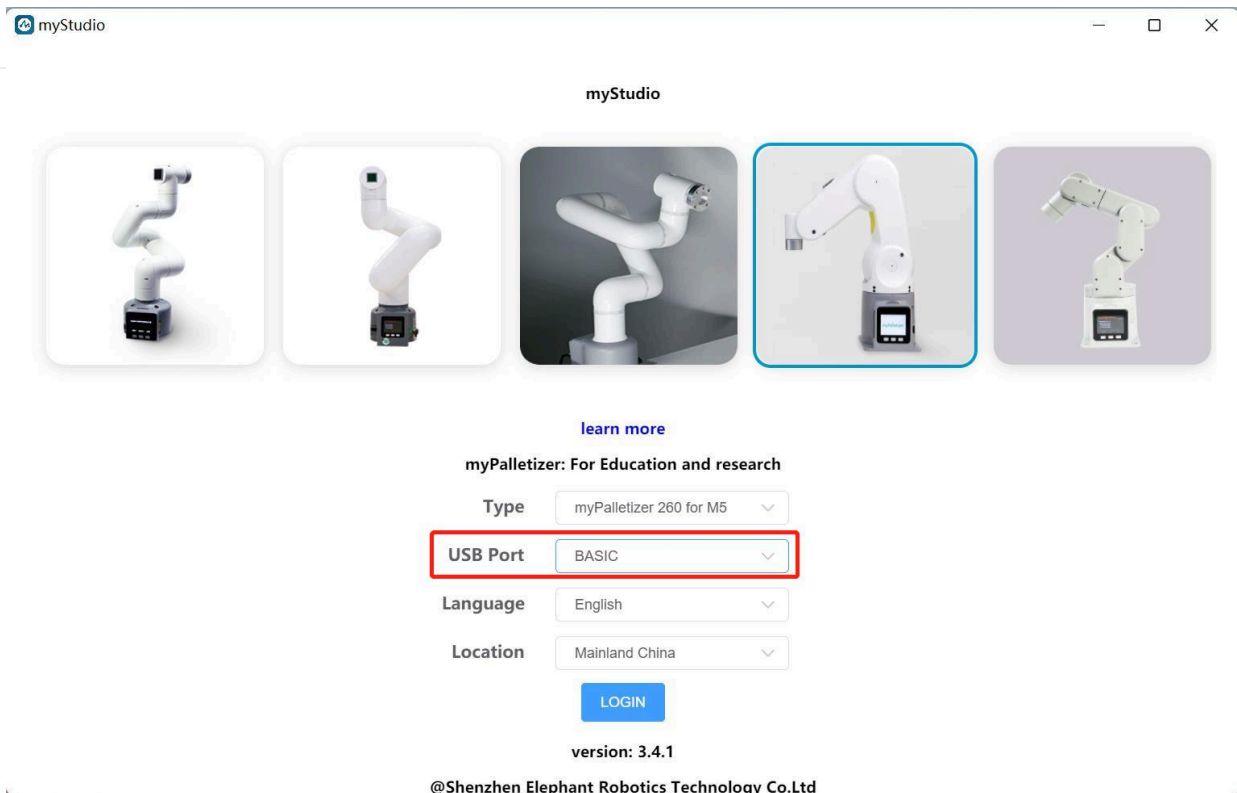 myStudio
myStudio
learn more
myPalletizer: For Education and research
Type myPalletizer 260 for M5
USB Port BASIC
Language English
Location Mainland China
LOGIN
version: 3.4.1
@Shenzhen Elephant Robotics Technology Co.Ltd